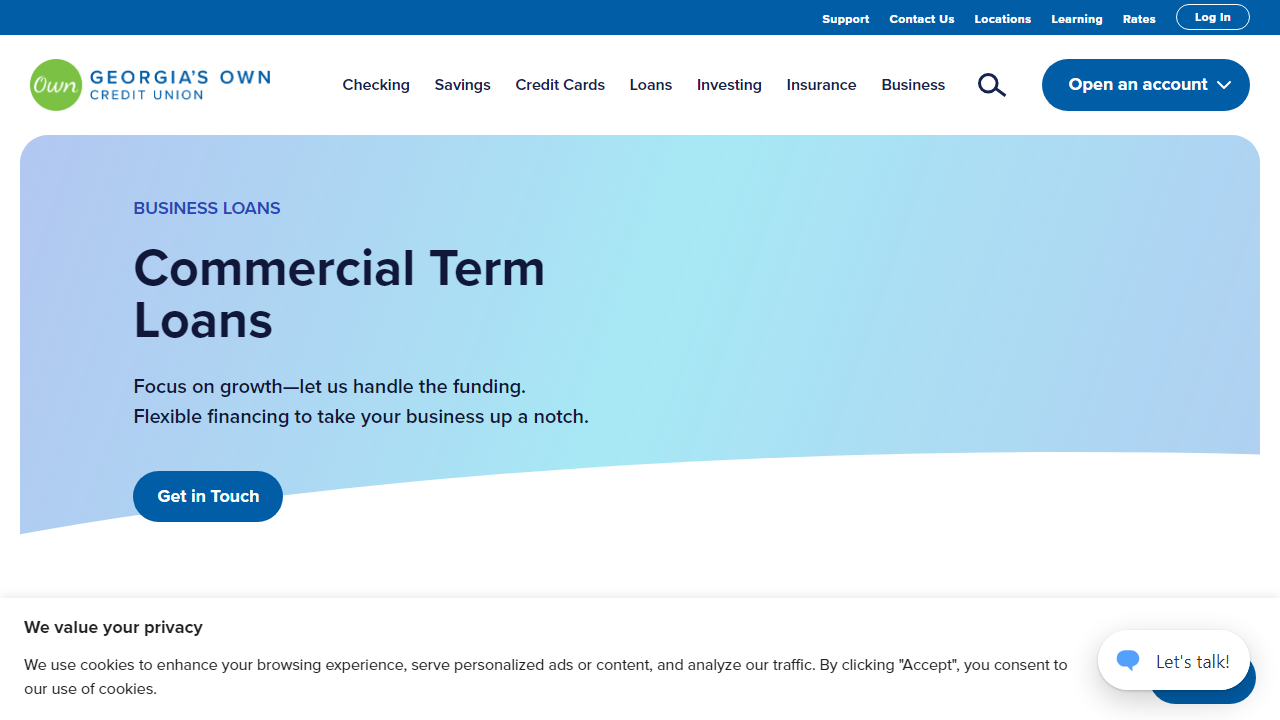 Support Contact Us Locations Learning Rates Log In
Own GEORGIA'S OWN
CREDIT UNION
Checking Savings Credit Cards Loans Investing Insurance Business Open an account
BUSINESS LOANS
Commercial Term
Loans
Focus on growth—let us handle the funding.
Flexible financing to take your business up a notch.
Get in Touch
We value your privacy
We use cookies to enhance your browsing experience, serve personalized ads or content, and analyze our traffic. By clicking "Accept", you consent to
our use of cookies.
Let's talk!